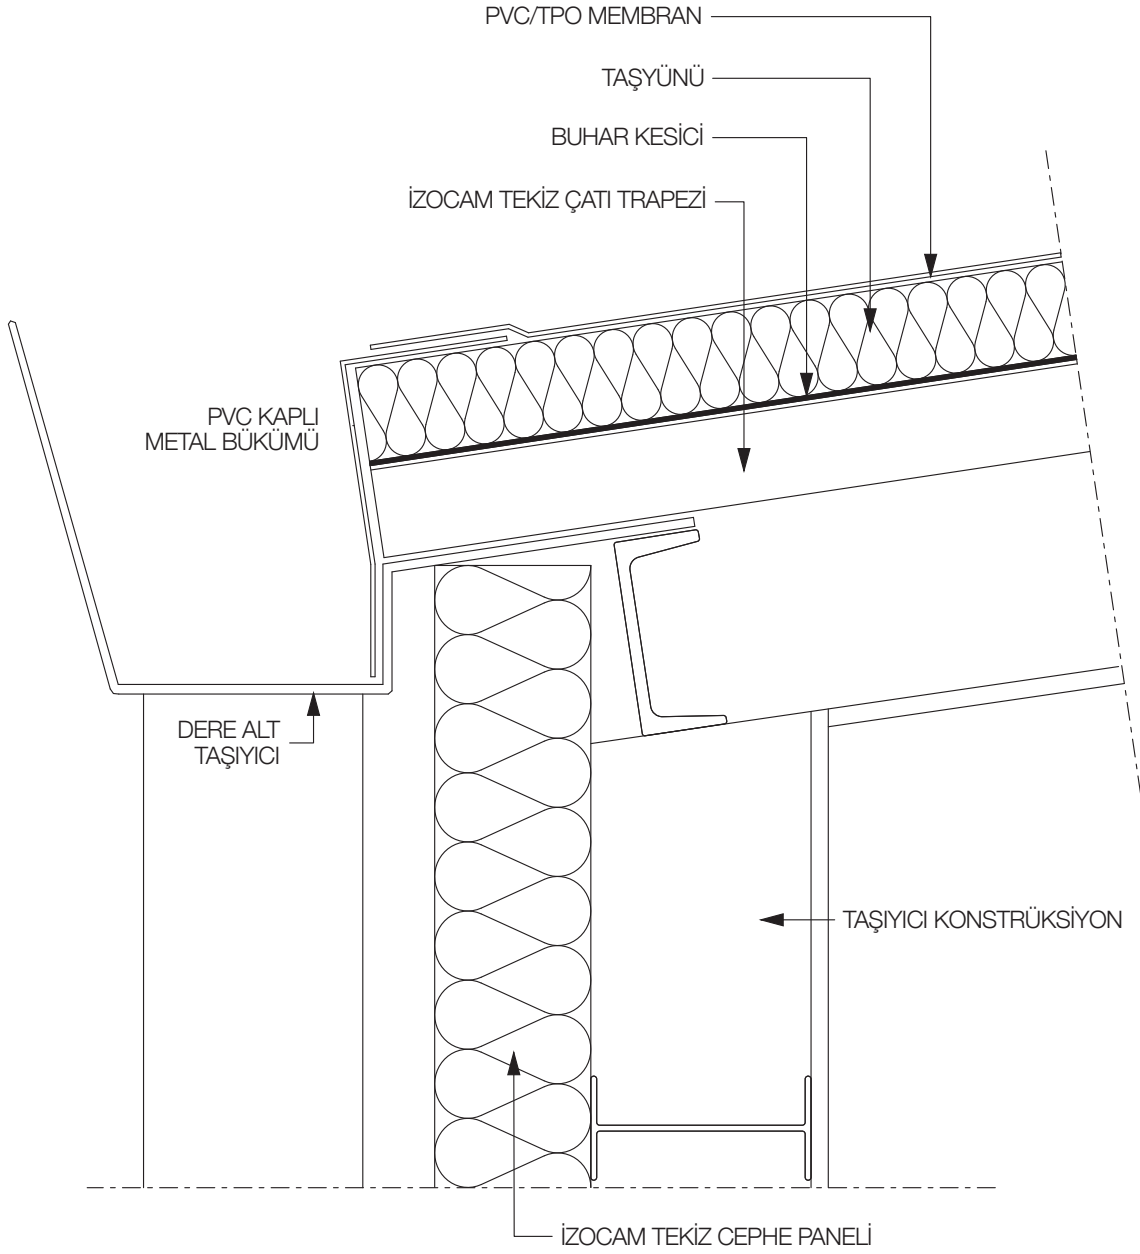 PVC/TPO MEMBRAN
TAŞYÜNÜ
BUHAR KESİCİ
İZOCAM TEKİZ ÇATI TRAPEZİ
PVC KAPLI
METAL BÜKÜMÜ
DERE ALT
TAŞIYICI
TAŞIYICI KONSTRÜKSİYON
İZOCAM TEKİZ CEPHE PANELİ